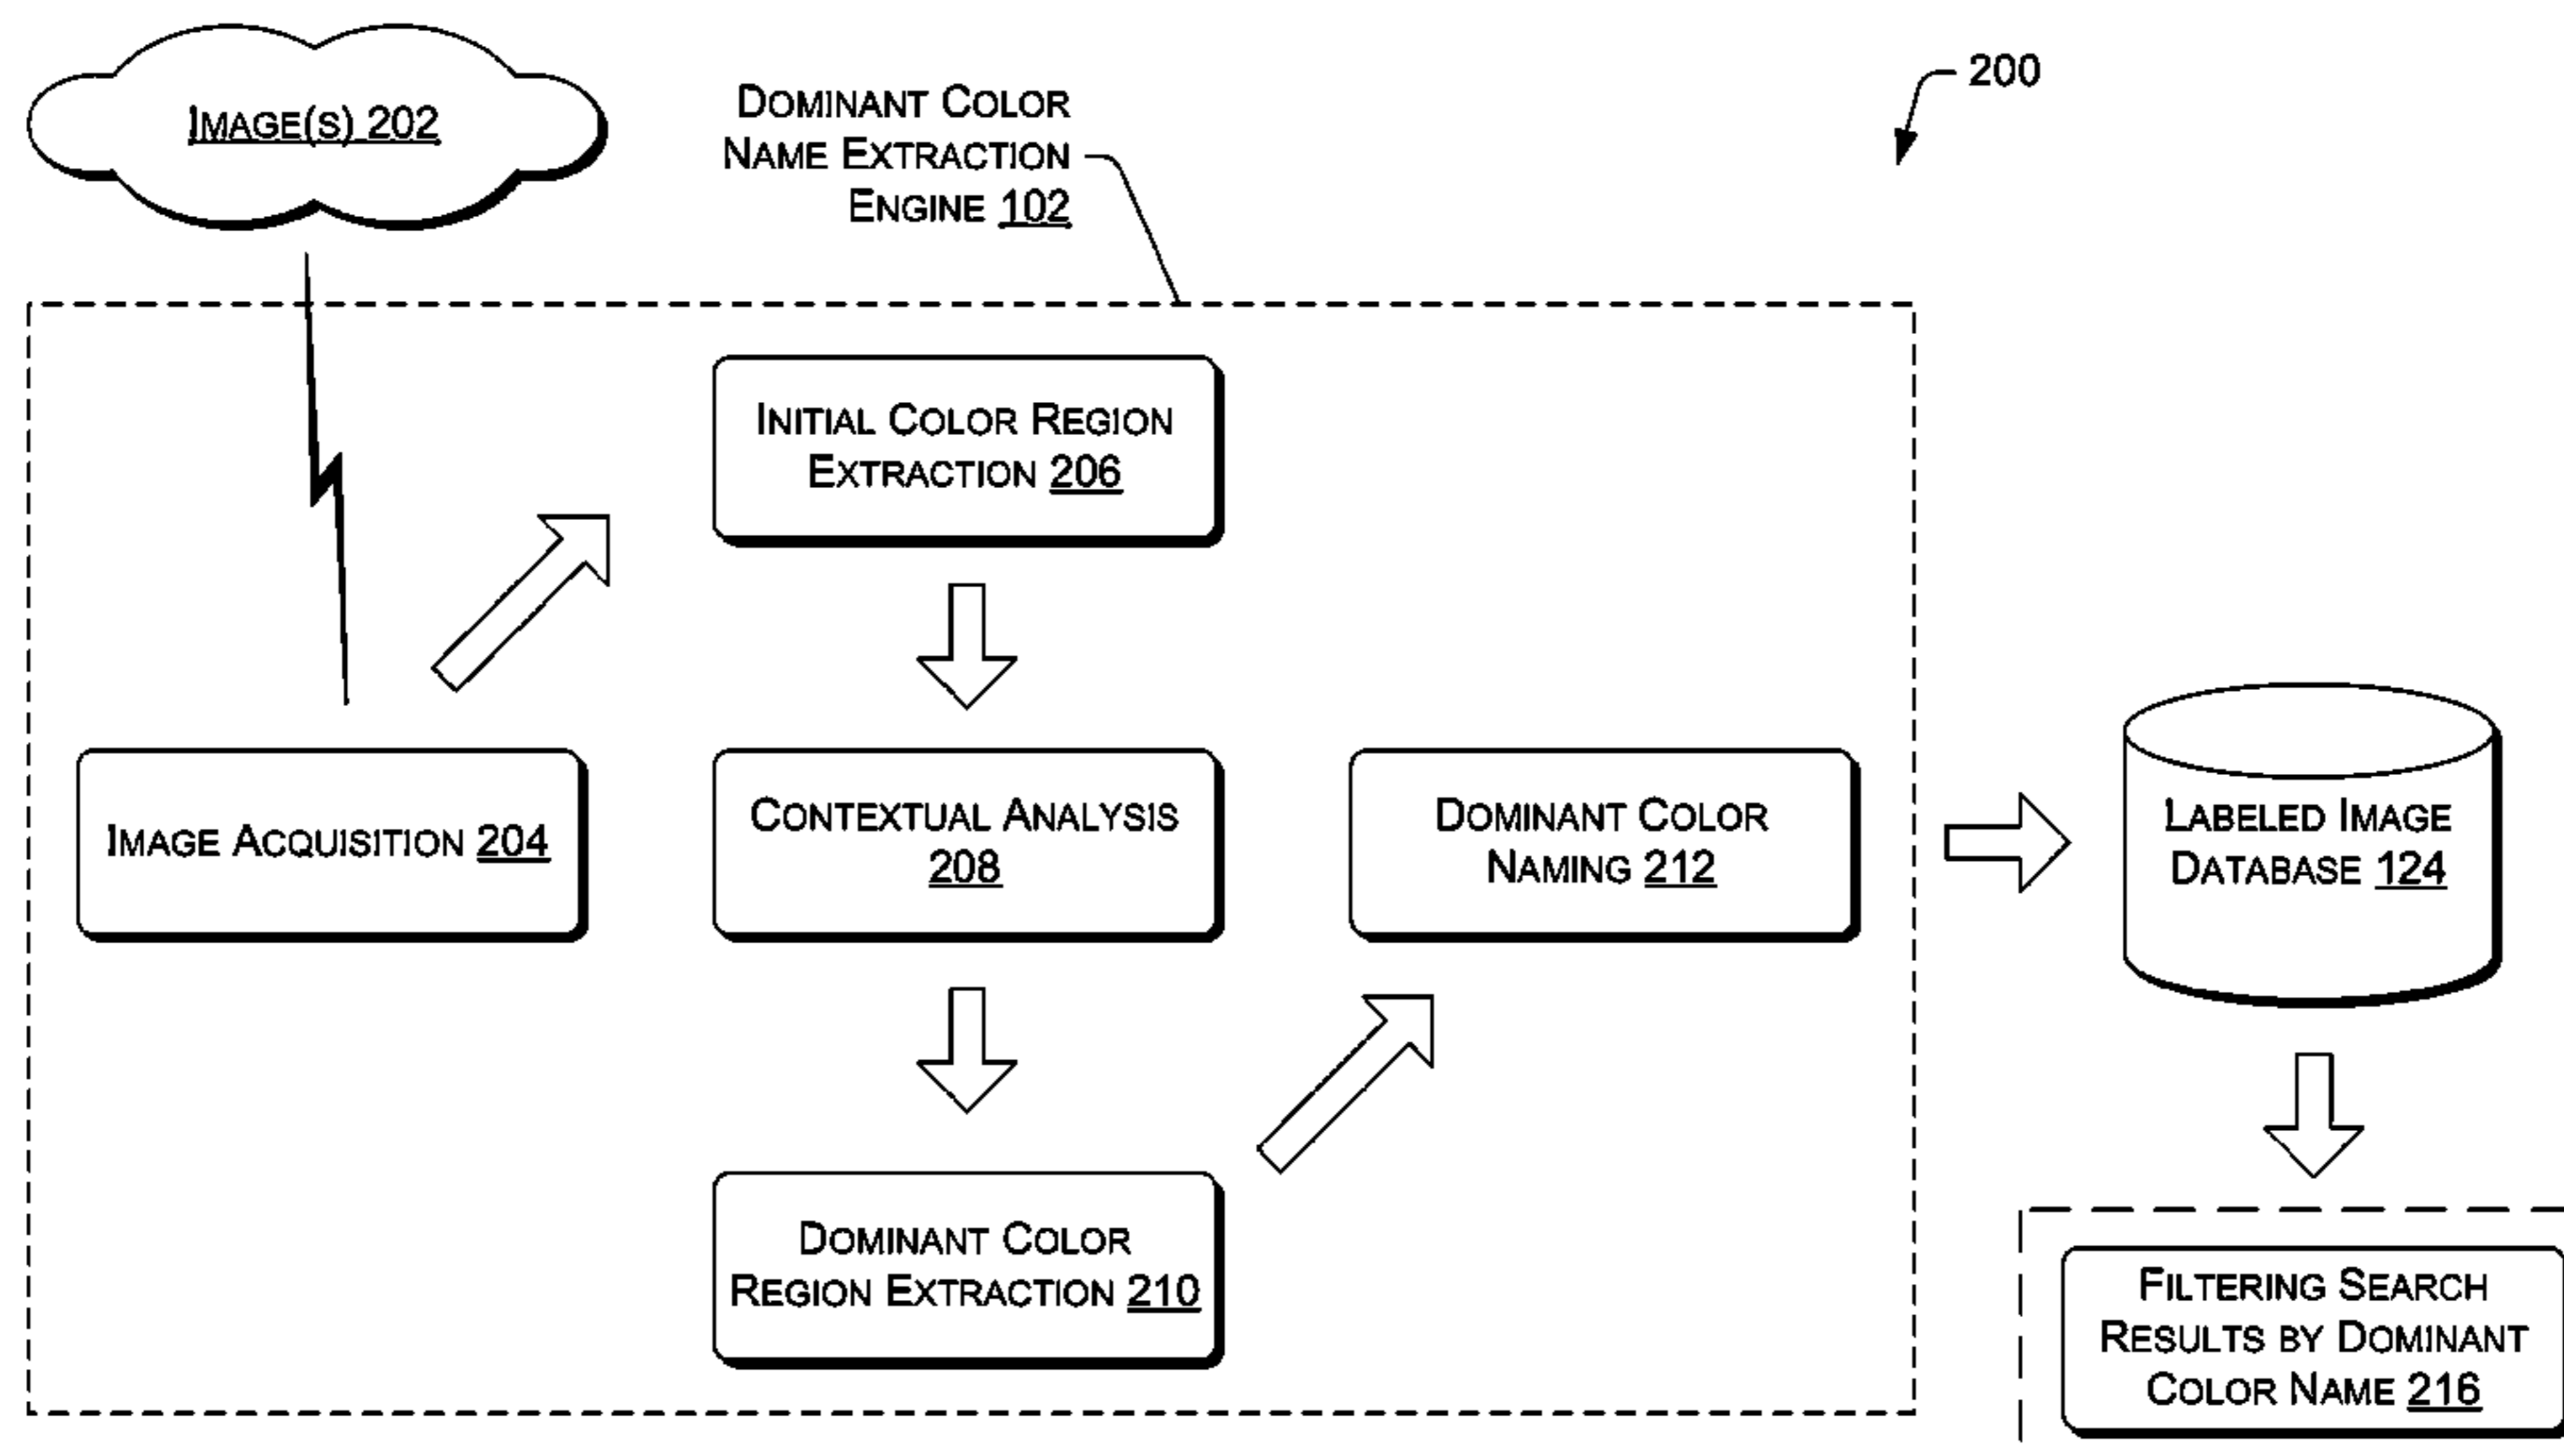 IMAGE(S) 202
DOMINANT COLOR
NAME EXTRACTION
ENGINE 102
200
INITIAL COLOR REGION
EXTRACTION 206
IMAGE ACQUISITION 204
CONTEXTUAL ANALYSIS
208
DOMINANT COLOR
NAMING 212
LABELED IMAGE
DATABASE 124
DOMINANT COLOR
REGION EXTRACTION 210
FILTERING SEARCH
RESULTS BY DOMINANT
COLOR NAME 216